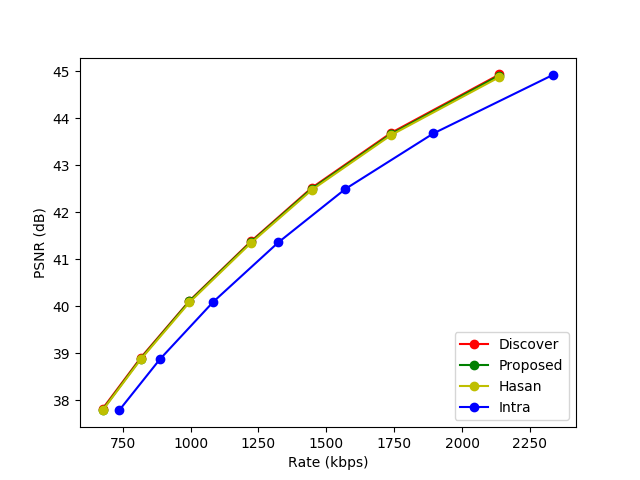 45
44
43
42
41
40
39
38
PSNR (dB)
750
1000
1250
1500
1750
2000
2250
Rate (kbps)
Discover
Proposed
Hasan
Intra